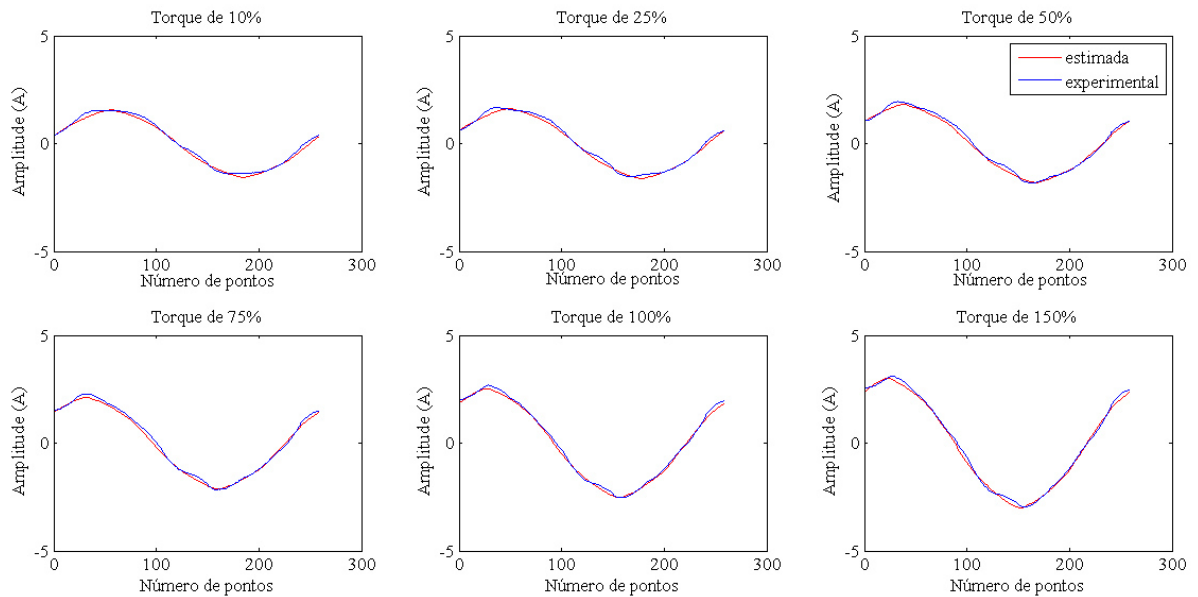 Torque de 10%
5
0
-5
Amplitude (A)
0 100 200 300
Número de pontos
Torque de 25%
5
0
-5
Amplitude (A)
0 100 200 300
Número de pontos
Torque de 50%
5
0
-5
Amplitude (A)
estimada
experimental
0 100 200 300
Número de pontos
Torque de 75%
5
0
-5
Amplitude (A)
0 100 200 300
Número de pontos
Torque de 100%
5
0
-5
Amplitude (A)
0 100 200 300
Número de pontos
Torque de 150%
5
0
-5
Amplitude (A)
0 100 200 300
Número de pontos